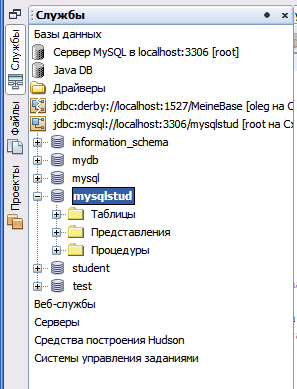 Службы
Базы данных
Сервер MySQL в localhost:3306 [root]
Java DB
Драйверы
jdbc:derby://localhost:1527/MeineBase [oleg на C
jdbc:mysql://localhost:3306/mysqlstud [root на C
information_schema
mydb
mysql
mysqlstud
Таблицы
Представления
Процедуры
student
test
Веб-службы
Серверы
Средства построения Hudson
Системы управления заданиями
Службы
Файлы
Проекты